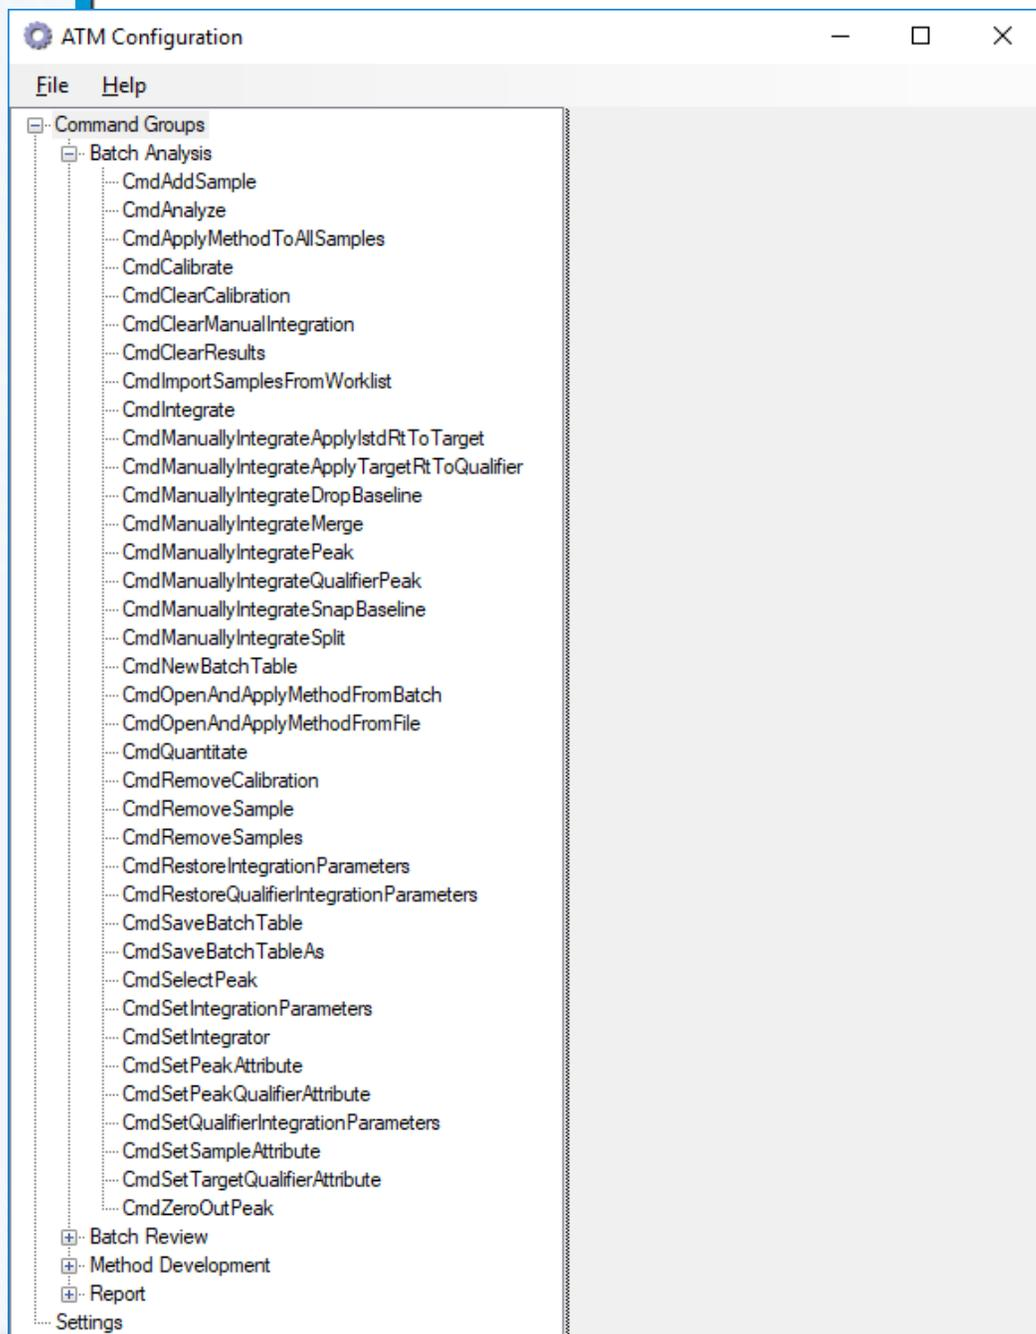 ATM Configuration
File Help
Command Groups
Batch Analysis
CmdAddSample
CmdAnalyze
CmdApplyMethodToAllSamples
CmdCalibrate
CmdClearCalibration
CmdClearManualIntegration
CmdClearResults
CmdImportSamplesFromWorklist
CmdIntegrate
CmdManuallyIntegrateApplyIstdRtToTarget
CmdManuallyIntegrateApplyTargetRtToQualifier
CmdManuallyIntegrateDropBaseline
CmdManuallyIntegrateMerge
CmdManuallyIntegratePeak
CmdManuallyIntegrateQualifierPeak
CmdManuallyIntegrateSnapBaseline
CmdManuallyIntegrateSplit
CmdNewBatchTable
CmdOpenAndApplyMethodFromBatch
CmdOpenAndApplyMethodFromFile
CmdQuantitate
CmdRemoveCalibration
CmdRemoveSample
CmdRemoveSamples
CmdRestoreIntegrationParameters
CmdRestoreQualifierIntegrationParameters
CmdSaveBatchTable
CmdSaveBatchTableAs
CmdSelectPeak
CmdSetIntegrationParameters
CmdSetIntegrator
CmdSetPeakAttribute
CmdSetPeakQualifierAttribute
CmdSetQualifierIntegrationParameters
CmdSetSampleAttribute
CmdSetTargetQualifierAttribute
CmdZeroOutPeak
Batch Review
Method Development
Report
Settings